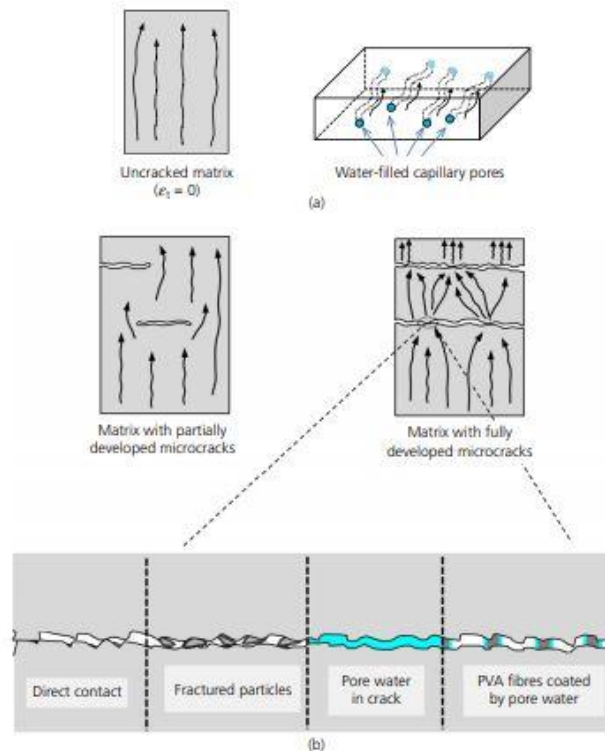 Uncracked matrix
(ε₁ = 0)
Water-filled capillary pores
(a)
Matrix with partially
developed microcracks
Matrix with fully
developed microcracks
Direct contact
Fractured particles
Pore water
in crack
PVA fibres coated
by pore water
(b)